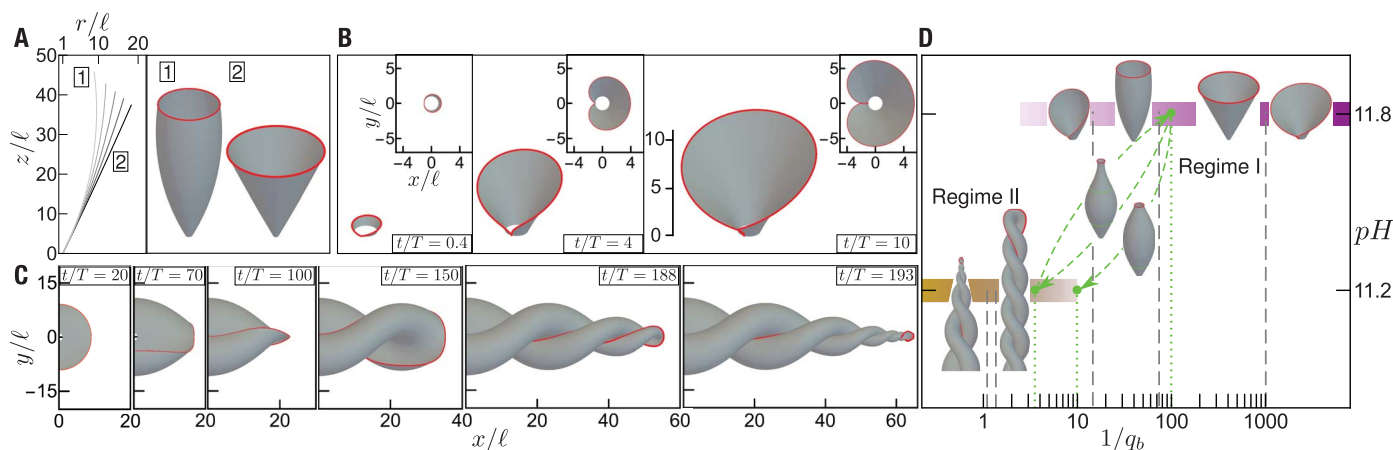 A
r/ℓ
1 10 20
50
40
30
20
10
0
z/ℓ
1
2
1
2
B
5
0
−5
y/ℓ
−4 0 4
x/ℓ
t/T = 0.4
5
0
−5
−4 0 4
t/T = 4
10
5
0
5
0
−5
−4 0 4
t/T = 10
C
t/T = 20
t/T = 70
t/T = 100
t/T = 150
t/T = 188
t/T = 193
15
0
−15
y/ℓ
0 20 20 20 0 20 40 0 20 40 60
x/ℓ
D
Regime I
Regime II
11.8
pH
11.2
1 10 100 1000
1/q_b